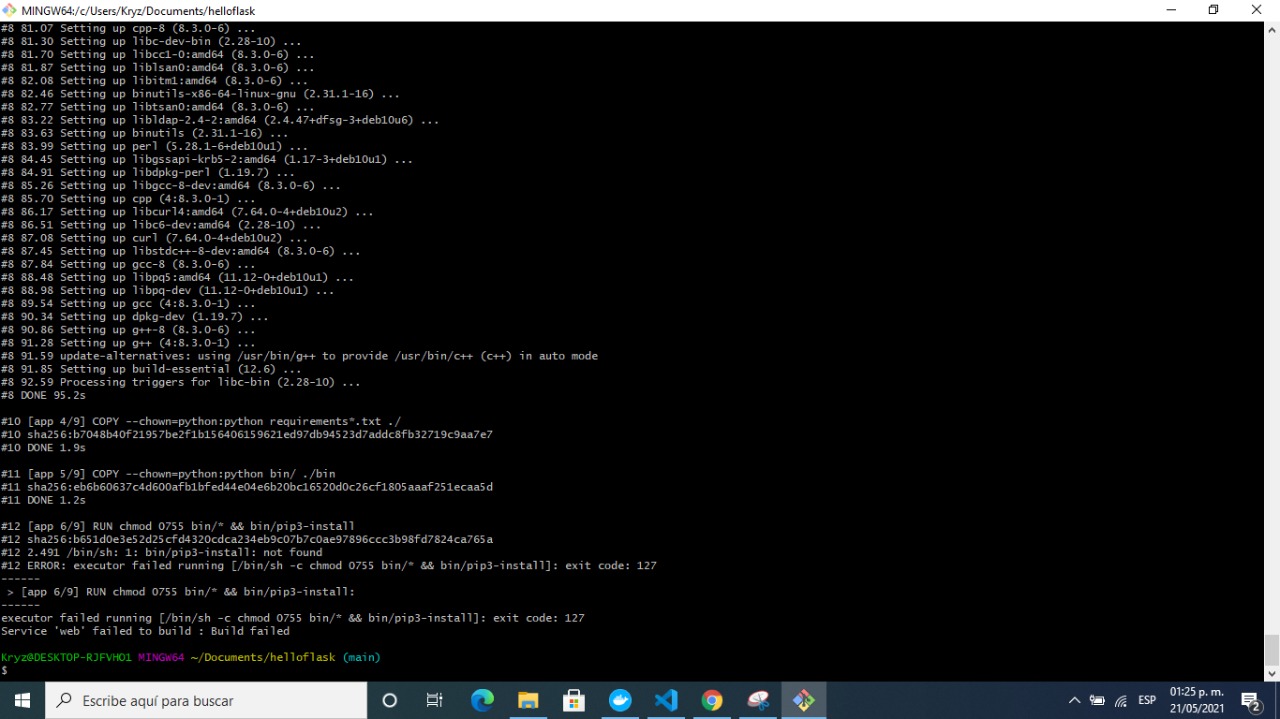 MINGW64:/c/Users/Kryz/Documents/helloflask
#8 81.07 Setting up cpp-8 (8.3.0-6) ...
#8 81.30 Setting up libc-dev-bin (2.28-10) ...
#8 81.70 Setting up libcc1-0:amd64 (8.3.0-6) ...
#8 81.87 Setting up liblsan0:amd64 (8.3.0-6) ...
#8 82.08 Setting up libitm1:amd64 (8.3.0-6) ...
#8 82.46 Setting up binutils-x86-64-linux-gnu (2.31.1-16) ...
#8 82.77 Setting up libtsan0:amd64 (8.3.0-6) ...
#8 83.22 Setting up libldap-2.4-2:amd64 (2.4.47+dfsg-3+deb10u6) ...
#8 83.63 Setting up binutils (2.31.1-16) ...
#8 83.99 Setting up perl (5.28.1-6+deb10u1) ...
#8 84.45 Setting up libgssapi-krb5-2:amd64 (1.17-3+deb10u1) ...
#8 84.91 Setting up libdpkg-perl (1.19.7) ...
#8 85.26 Setting up libgcc-8-dev:amd64 (8.3.0-6) ...
#8 85.70 Setting up cpp (4:8.3.0-1) ...
#8 86.17 Setting up libcurl4:amd64 (7.64.0-4+deb10u2) ...
#8 86.51 Setting up libc6-dev:amd64 (2.28-10) ...
#8 87.08 Setting up curl (7.64.0-4+deb10u2) ...
#8 87.45 Setting up libstdc++-8-dev:amd64 (8.3.0-6) ...
#8 87.84 Setting up gcc-8 (8.3.0-6) ...
#8 88.48 Setting up libpq5:amd64 (11.12-0+deb10u1) ...
#8 88.98 Setting up libpq-dev (11.12-0+deb10u1) ...
#8 89.54 Setting up gcc (4:8.3.0-1) ...
#8 90.34 Setting up dpkg-dev (1.19.7) ...
#8 90.86 Setting up g++-8 (8.3.0-6) ...
#8 91.28 Setting up g++ (4:8.3.0-1) ...
#8 91.59 update-alternatives: using /usr/bin/g++ to provide /usr/bin/c++ (c++) in auto mode
#8 91.85 Setting up build-essential (12.6) ...
#8 92.59 Processing triggers for libc-bin (2.28-10) ...
#8 DONE 95.2s
#10 [app 4/9] COPY --chown=python:python requirements*.txt ./
#10 sha256:b7048b40f21957be2f1b156406159621ed97db94523d7addc8fb32719c9aa7e7
#10 DONE 1.9s
#11 [app 5/9] COPY --chown=python:python bin/ ./bin
#11 sha256:eb6b60637c4d600afb1bfed44e04e6b20bc16520d0c26cf1805aaaf251ecaa5d
#11 DONE 1.2s
#12 [app 6/9] RUN chmod 0755 bin/* && bin/pip3-install
#12 sha256:b651d0e3e52d25cfd4320cdca234eb9c07b7c0ae97896ccc3b98fd7824ca765a
#12 2.491 /bin/sh: 1: bin/pip3-install: not found
#12 ERROR: executor failed running [/bin/sh -c chmod 0755 bin/* && bin/pip3-install]: exit code: 127
------
> [app 6/9] RUN chmod 0755 bin/* && bin/pip3-install:
------
executor failed running [/bin/sh -c chmod 0755 bin/* && bin/pip3-install]: exit code: 127
Service 'web' failed to build : Build failed
Kryz@DESKTOP-RJFVHO1 MINGW64 ~/Documents/helloflask (main)
$
Escribe aquí para buscar
ESP
01:25 p. m.
21/05/2021
2